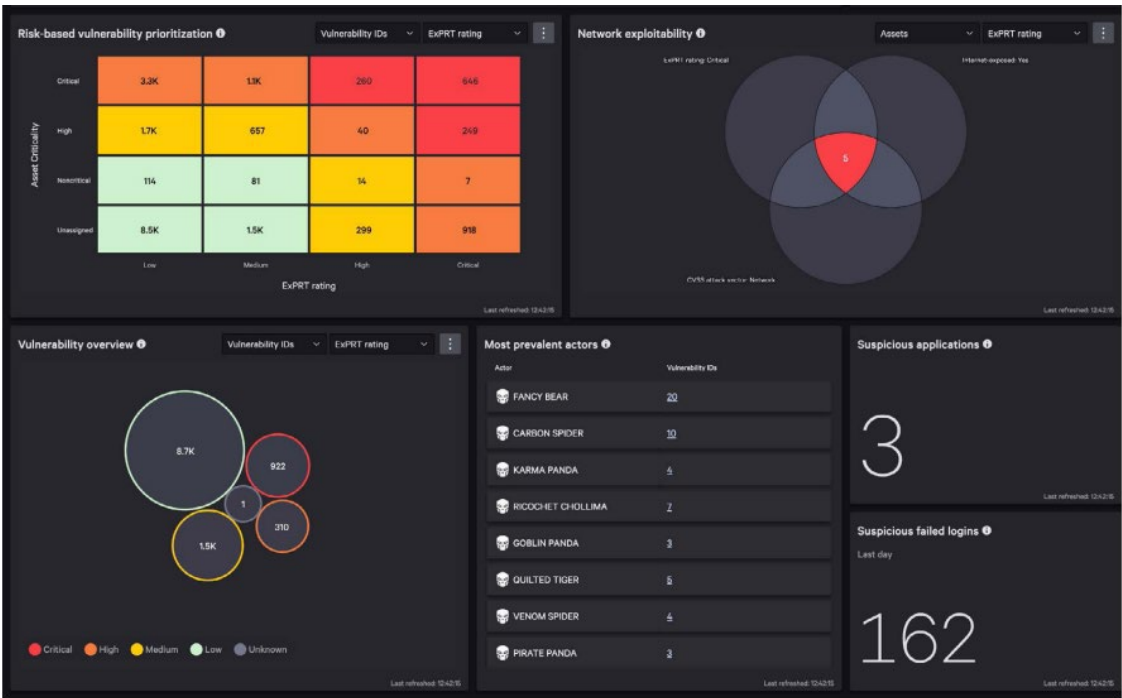 Risk-based vulnerability prioritization
Vulnerability IDs
ExPRT rating
Asset Criticality
Critical 3.3K 1.1K 260 646
High 1.7K 657 40 249
Noncritical 114 81 14 7
Unassigned 8.5K 1.5K 299 918
Low Medium High Critical
ExPRT rating
Last refreshed: 12:42:15
Network exploitability
Assets
ExPRT rating
ExPRT rating: Critical
Internet-exposed: Yes
5
CVSS attack vector: Network
Last refreshed: 12:42:15
Vulnerability overview
Vulnerability IDs
ExPRT rating
8.7K
922
1
310
1.5K
Critical High Medium Low Unknown
Last refreshed: 12:42:15
Most prevalent actors
Actor Vulnerability IDs
FANCY BEAR 20
CARBON SPIDER 10
KARMA PANDA 4
RICOCHET CHOLLIMA 7
GOBLIN PANDA 3
QUILTED TIGER 5
VENOM SPIDER 4
PIRATE PANDA 3
Last refreshed: 12:42:15
Suspicious applications
3
Last refreshed: 12:42:15
Suspicious failed logins
Last day
162
Last refreshed: 12:42:15